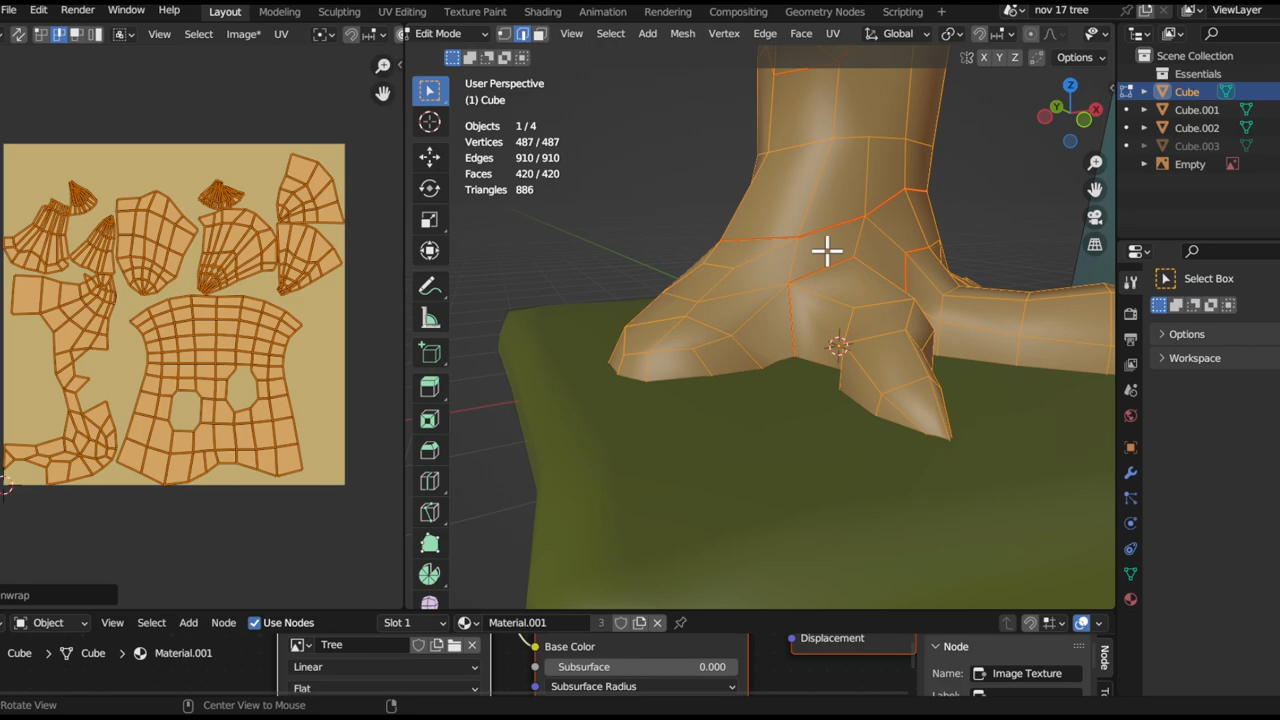 File Edit Render Window Help Layout Modeling Sculpting UV Editing Texture Paint Shading Animation Rendering Compositing Geometry Nodes Scripting + nov 17 tree ViewLayer
View Select Image* UV Edit Mode View Select Add Mesh Vertex Edge Face UV Global
X Y Z Options
Scene Collection
Essentials
Cube
Cube.001
Cube.002
Cube.003
Empty
User Perspective
(1) Cube
Objects 1/4
Vertices 487/487
Edges 910/910
Faces 420/420
Triangles 886
Z
Y
X
Select Box
Options
Workspace
nwrap
Object View Select Add Node Use Nodes Slot 1 Material.001 3
Cube Cube Material.001
Tree
Linear
Flat
Base Color
Subsurface 0.000
Subsurface Radius
Displacement
Node
Name: Image Texture
Node
Rotate View Center View to Mouse